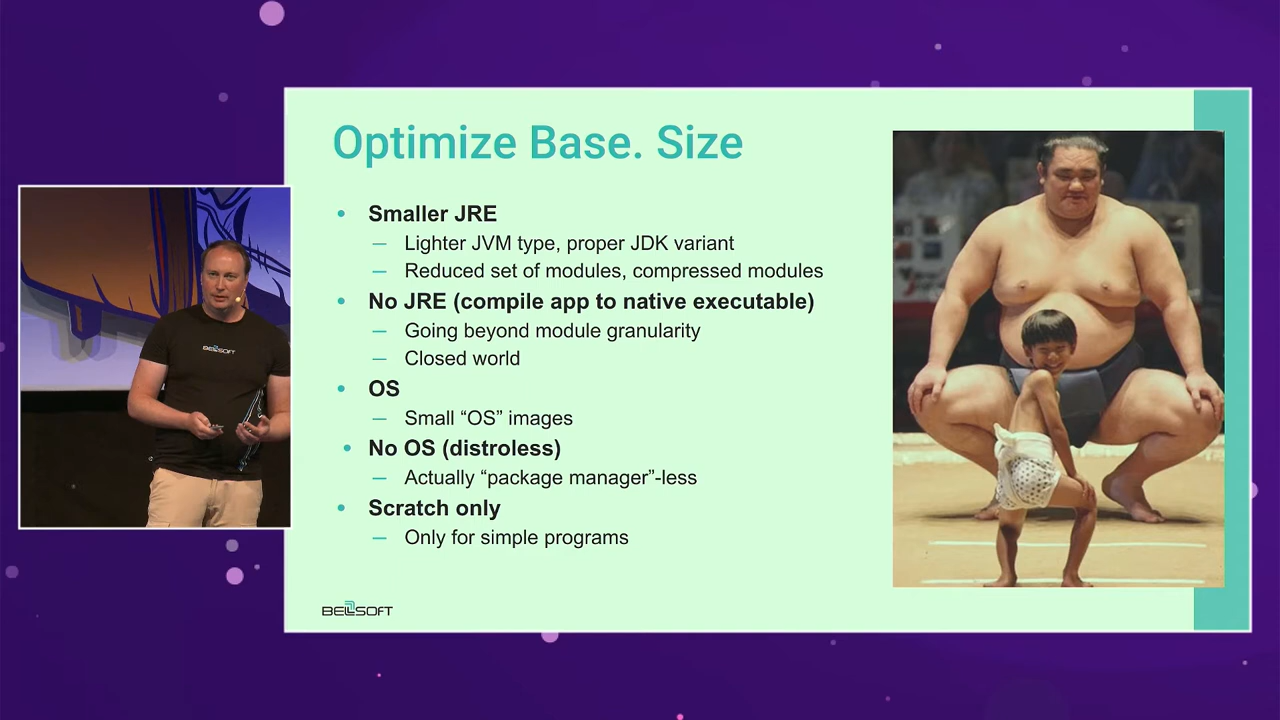 Optimize Base. Size
• Smaller JRE
— Lighter JVM type, proper JDK variant
— Reduced set of modules, compressed modules
• No JRE (compile app to native executable)
— Going beyond module granularity
— Closed world
• OS
— Small “OS” images
• No OS (distroless)
— Actually “package manager”-less
• Scratch only
— Only for simple programs
BELLSOFT
BELLSOFT